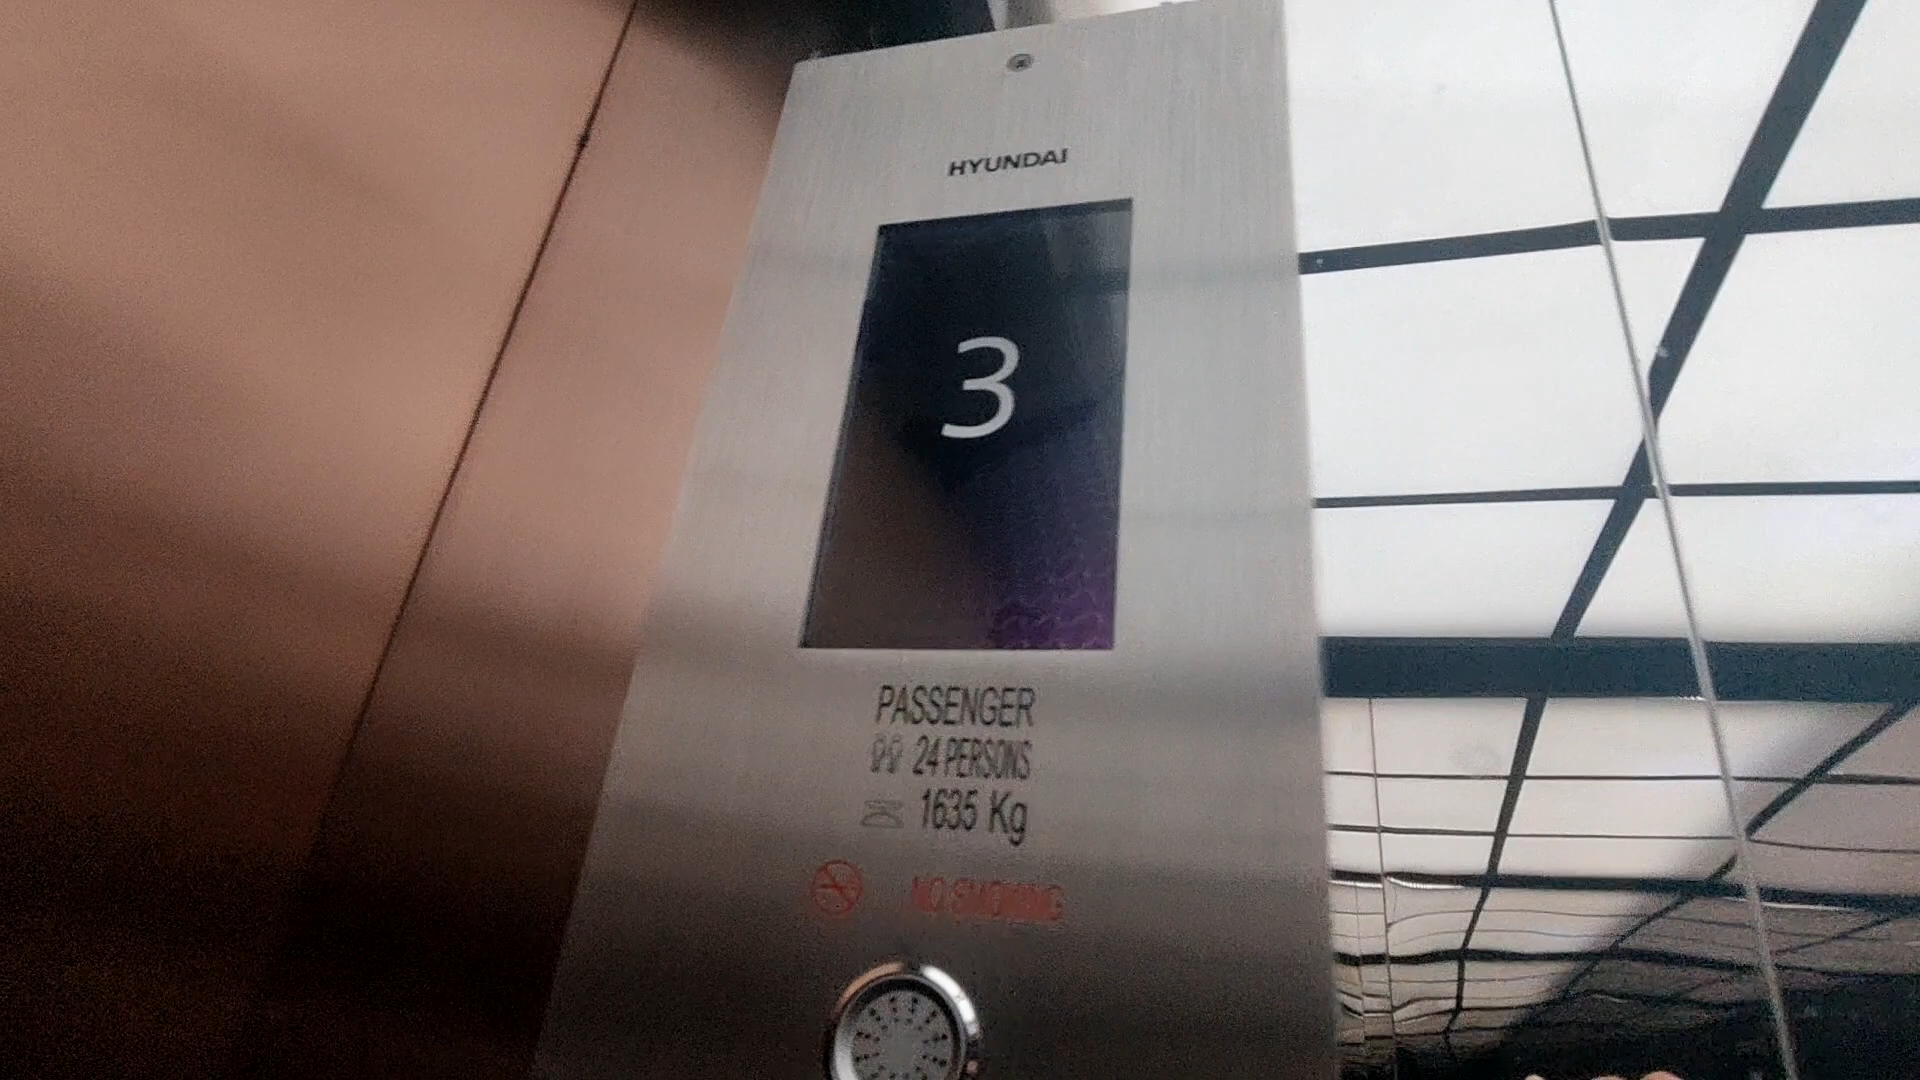 HYUNDAI
3
PASSENGER
24 PERSONS
1635 Kg
NO SMOKING